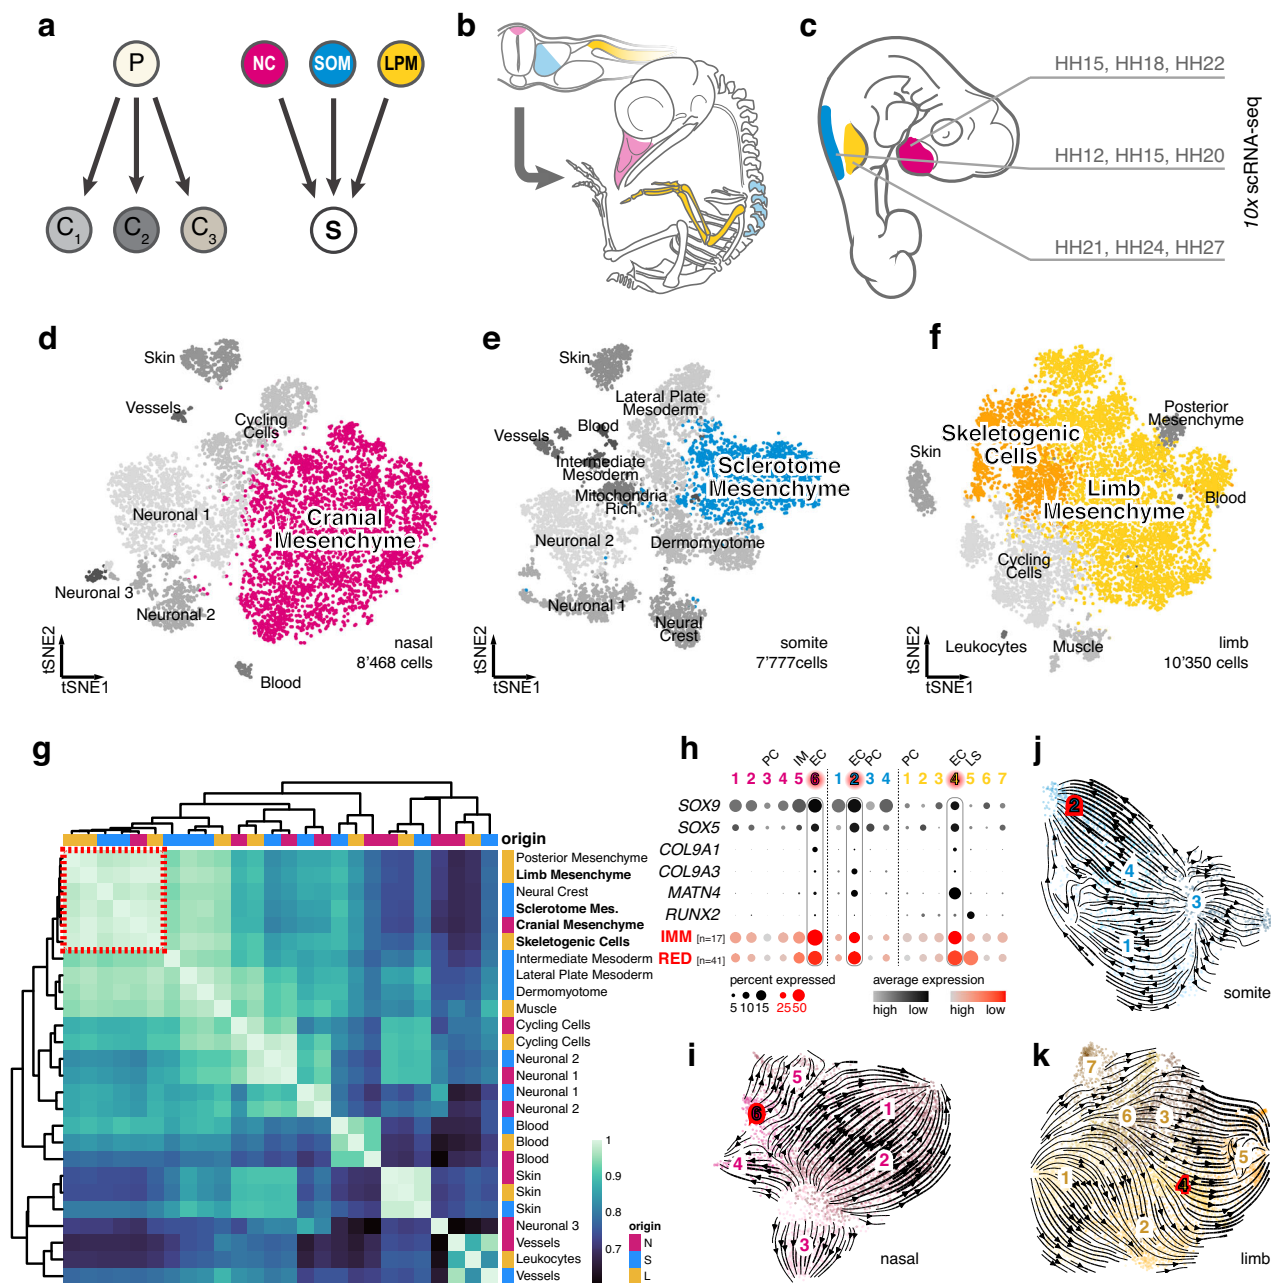 a
P
NC SOM LPM
C1 C2 C3 S
b
c
HH15, HH18, HH22
HH12, HH15, HH20
HH21, HH24, HH27
10x scRNA-seq
d
Skin
Vessels
Cycling
Cells
Neuronal 1
Cranial
Mesenchyme
Neuronal 3
Neuronal 2
Blood
nasal
8'468 cells
tSNE2
tSNE1
e
Skin
Lateral Plate
Mesoderm
Blood
Vessels
Intermediate
Mesoderm
Sclerotome
Mesenchyme
Mitochondria
Rich
Neuronal 2
Dermomyotome
Neuronal 1
Neural
Crest
somite
7'777cells
tSNE2
tSNE1
f
Posterior
Mesenchyme
Skeletogenic
Cells
Skin
Limb
Mesenchyme
Blood
Cycling
Cells
Leukocytes
Muscle
limb
10'350 cells
tSNE2
tSNE1
g
origin
Posterior Mesenchyme
Limb Mesenchyme
Neural Crest
Sclerotome Mes.
Cranial Mesenchyme
Skeletogenic Cells
Intermediate Mesoderm
Lateral Plate Mesoderm
Dermomyotome
Muscle
Cycling Cells
Cycling Cells
Neuronal 2
Neuronal 1
Neuronal 1
Neuronal 2
Blood
Blood
Blood
Skin
Skin
Skin
Neuronal 3
Vessels
Leukocytes
Vessels
1
0.9
0.8
0.7
origin
N
S
L
h
PC IM EC EC PC PC EC LS
1 2 3 4 5 6 1 2 3 4 1 2 3 4 5 6 7
SOX9
SOX5
COL9A1
COL9A3
MATN4
RUNX2
IMM [n=17]
RED [n=41]
percent expressed
5 10 15 25 50
average expression
high low high low
j
2
4
3
1
somite
i
5
6
1
4
2
3
nasal
k
7
6 3
5
1
4
2
limb